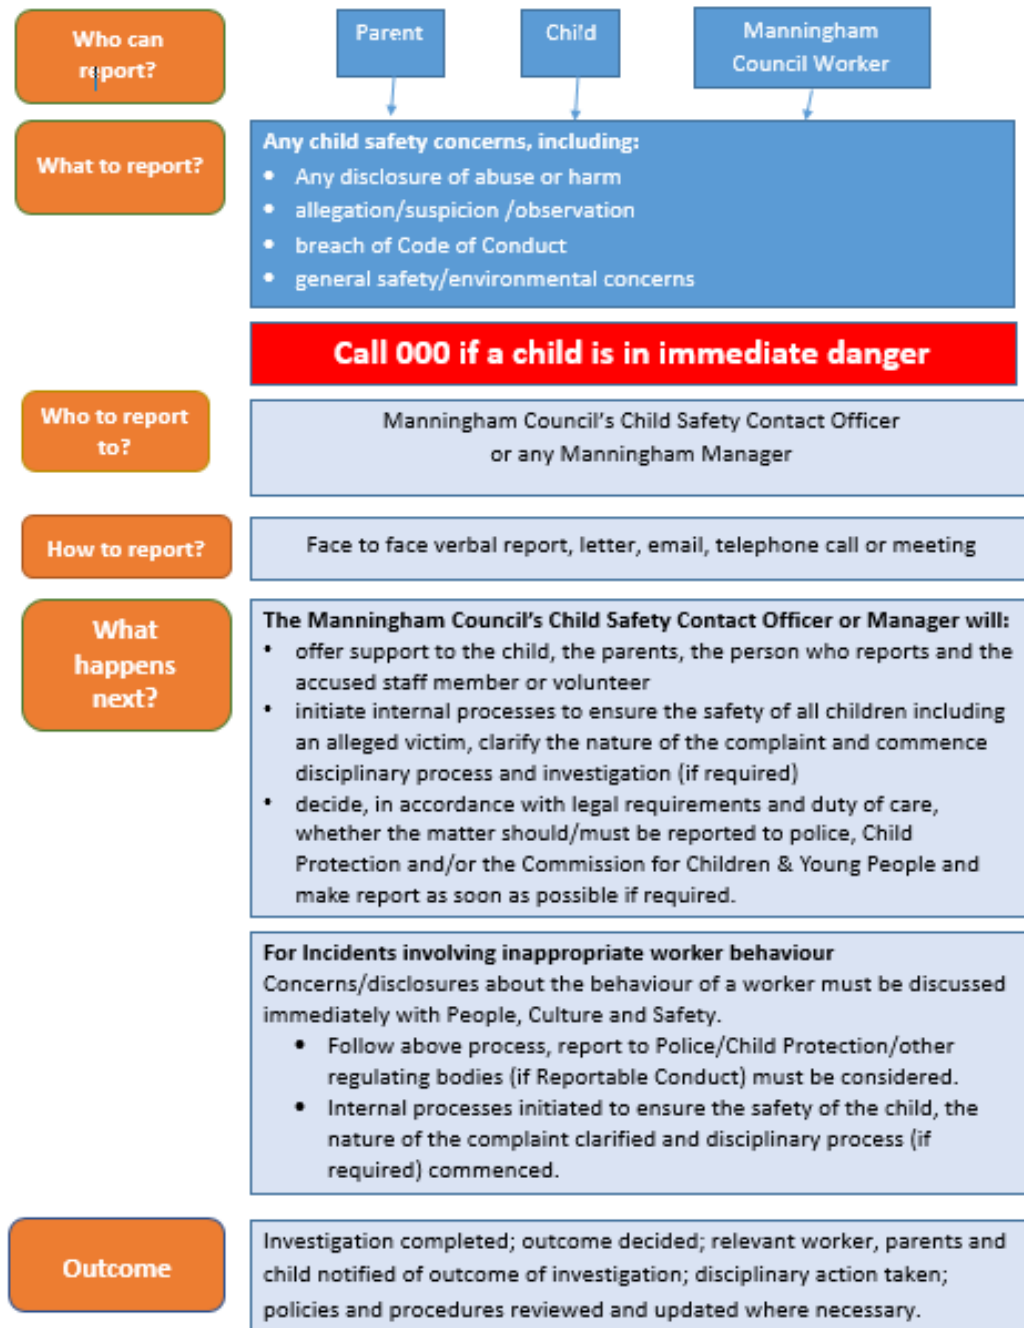 Who can
report?
Parent
Child
Manningham
Council Worker
What to report?
Any child safety concerns, including:
• Any disclosure of abuse or harm
• allegation/suspicion /observation
• breach of Code of Conduct
• general safety/environmental concerns
Call 000 if a child is in immediate danger
Who to report
to?
Manningham Council's Child Safety Contact Officer
or any Manningham Manager
How to report?
Face to face verbal report, letter, email, telephone call or meeting
What
happens
next?
The Manningham Council's Child Safety Contact Officer or Manager will:
• offer support to the child, the parents, the person who reports and the
accused staff member or volunteer
• initiate internal processes to ensure the safety of all children including
an alleged victim, clarify the nature of the complaint and commence
disciplinary process and investigation (if required)
• decide, in accordance with legal requirements and duty of care,
whether the matter should/must be reported to police, Child
Protection and/or the Commission for Children & Young People and
make report as soon as possible if required.
For Incidents involving inappropriate worker behaviour
Concerns/disclosures about the behaviour of a worker must be discussed
immediately with People, Culture and Safety.
• Follow above process, report to Police/Child Protection/other
regulating bodies (if Reportable Conduct) must be considered.
• Internal processes initiated to ensure the safety of the child, the
nature of the complaint clarified and disciplinary process (if
required) commenced.
Outcome
Investigation completed; outcome decided; relevant worker, parents and
child notified of outcome of investigation; disciplinary action taken;
policies and procedures reviewed and updated where necessary.